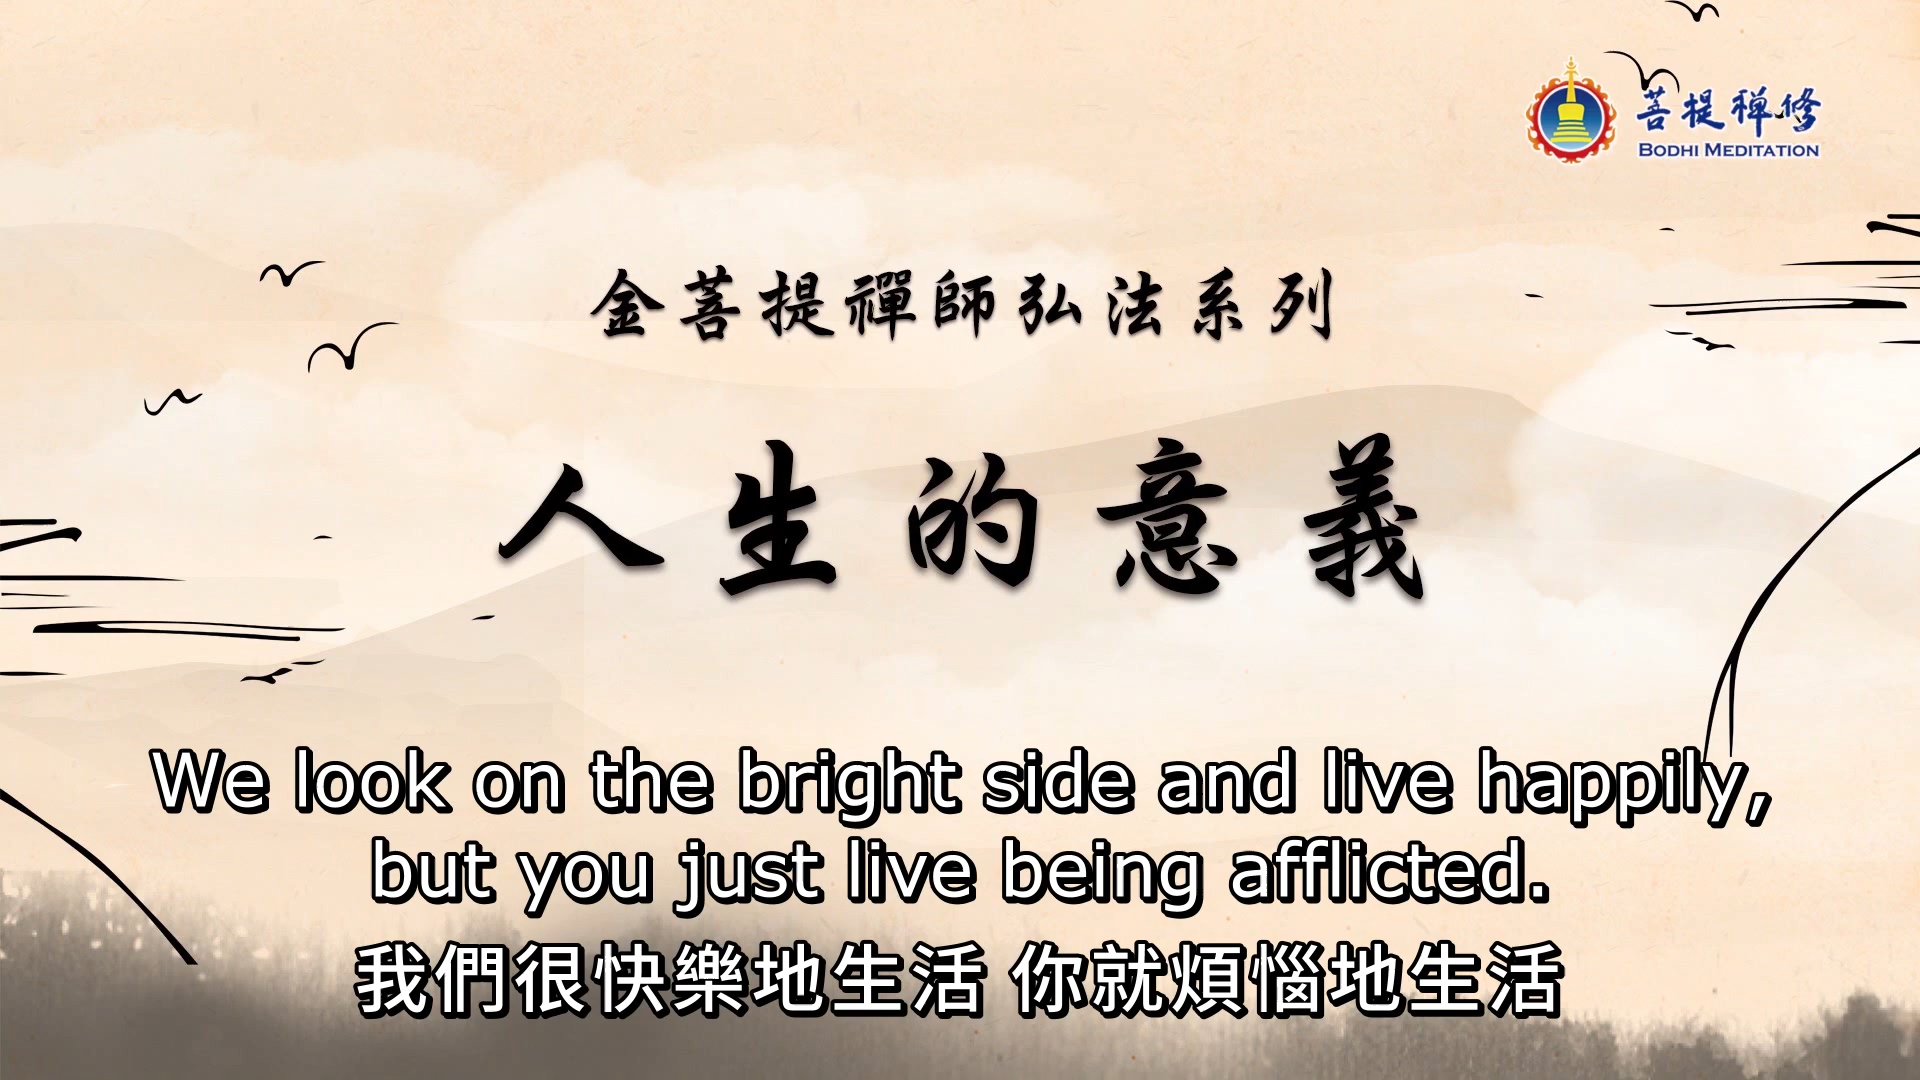 菩提禪修
BODHI MEDITATION
金菩提禪師弘法系列
人生的意義
We look on the bright side and live happily,
but you just live being afflicted.
我們很快樂地生活 你就煩惱地生活